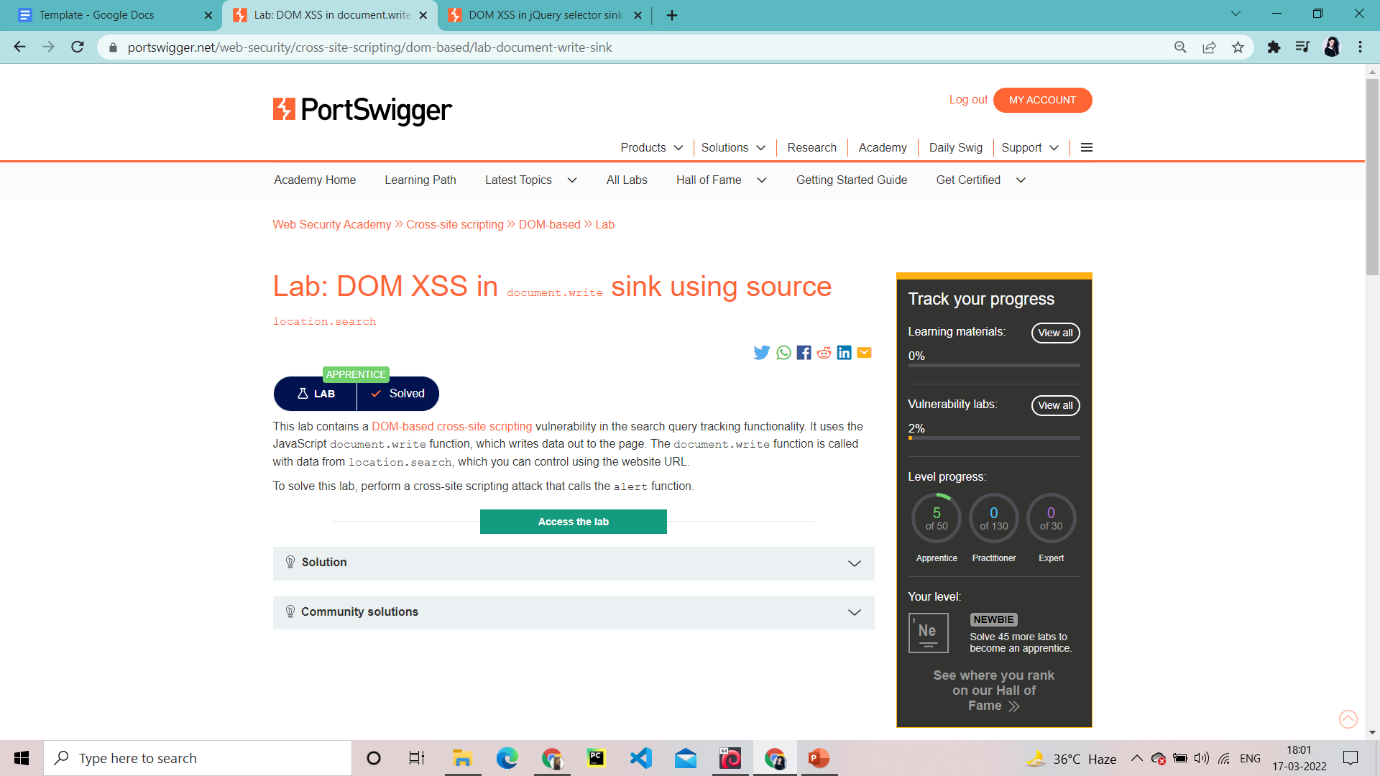 Template - Google Docs
Lab: DOM XSS in document.write
DOM XSS in jQuery selector sink
portswigger.net/web-security/cross-site-scripting/dom-based/lab-document-write-sink
PortSwigger
Log out
MY ACCOUNT
Products
Solutions
Research
Academy
Daily Swig
Support
Academy Home
Learning Path
Latest Topics
All Labs
Hall of Fame
Getting Started Guide
Get Certified
Web Security Academy » Cross-site scripting » DOM-based » Lab
Lab: DOM XSS in document.write sink using source
location.search
APPRENTICE
LAB
Solved
This lab contains a DOM-based cross-site scripting vulnerability in the search query tracking functionality. It uses the
JavaScript document.write function, which writes data out to the page. The document.write function is called
with data from location.search, which you can control using the website URL.
To solve this lab, perform a cross-site scripting attack that calls the alert function.
Access the lab
Solution
Community solutions
Track your progress
Learning materials:
View all
0%
Vulnerability labs:
View all
2%
Level progress:
5
of 50
0
of 130
0
of 30
Apprentice
Practitioner
Expert
Your level:
Ne
NEWBIE
Solve 45 more labs to
become an apprentice.
See where you rank
on our Hall of
Fame »
Type here to search
PC
36°C Haze
ENG
18:01
17-03-2022